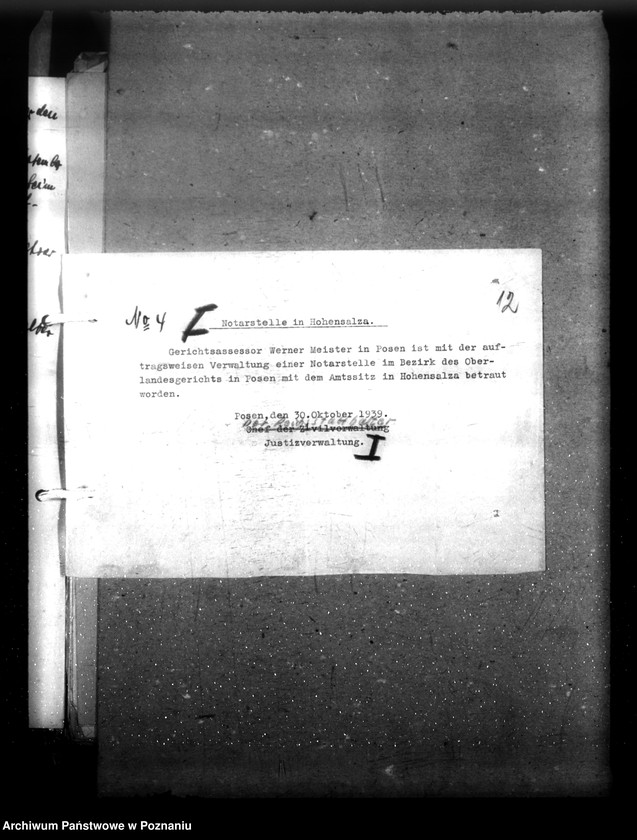 den
No 4
12
Notarstelle in Hohensalza.
Gerichtsassessor Werner Meister in Posen ist mit der auf-
tragsweisen Verwaltung einer Notarstelle im Bezirk des Ober-
landesgerichts in Posen mit dem Amtssitz in Hohensalza betraut
worden.
Posen,den 30.Oktober 1939.
Chef der Zivilverwaltung
Justizverwaltung.
I
Archiwum Państwowe w Poznaniu